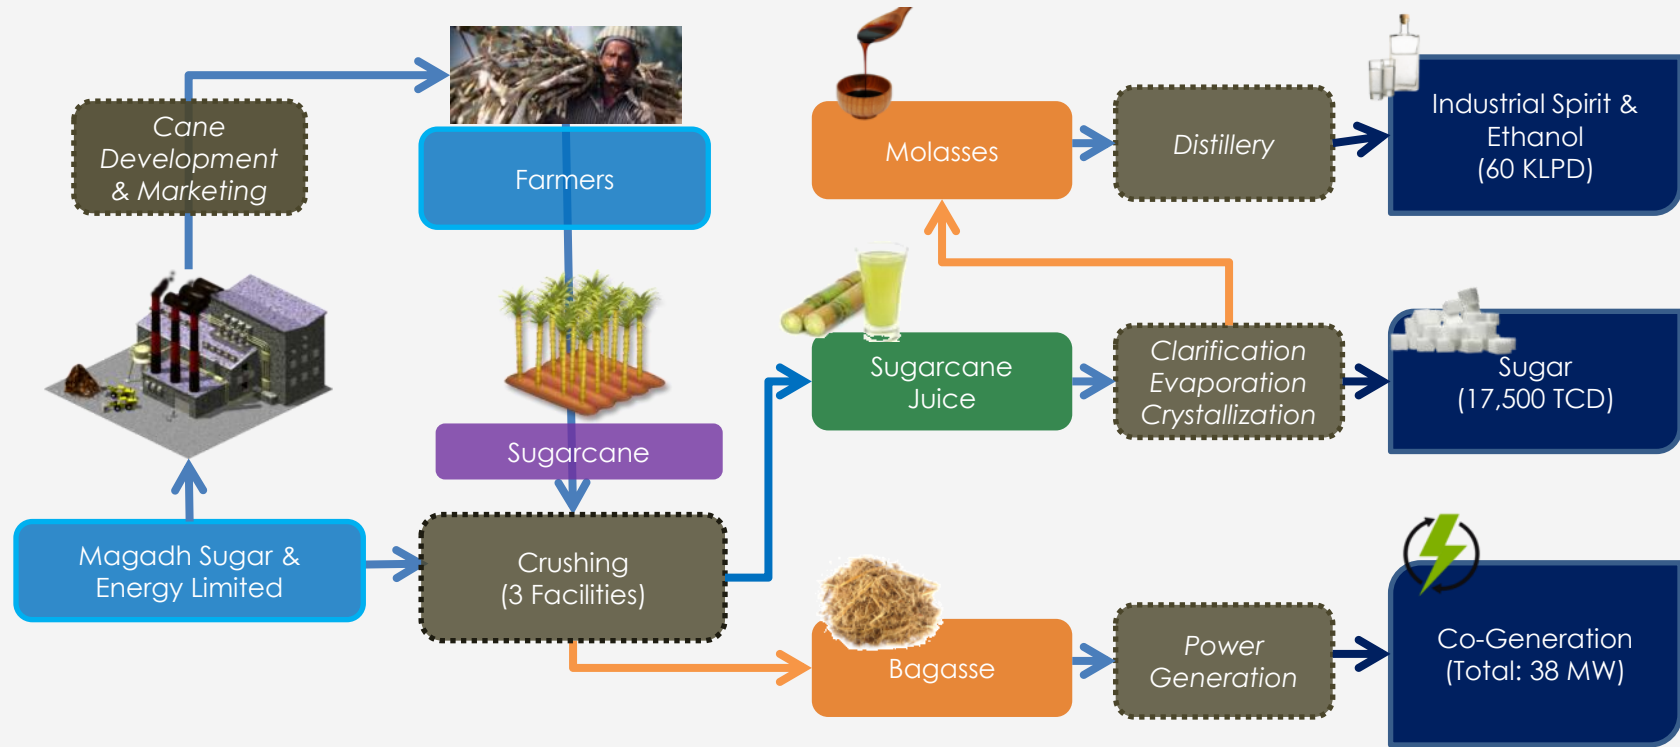 Cane
Development
& Marketing
Farmers
Sugarcane
Magadh Sugar &
Energy Limited
Crushing
(3 Facilities)
Molasses
Distillery
Industrial Spirit &
Ethanol
(60 KLPD)
Sugarcane
Juice
Clarification
Evaporation
Crystallization
Sugar
(17,500 TCD)
Bagasse
Power
Generation
Co-Generation
(Total: 38 MW)